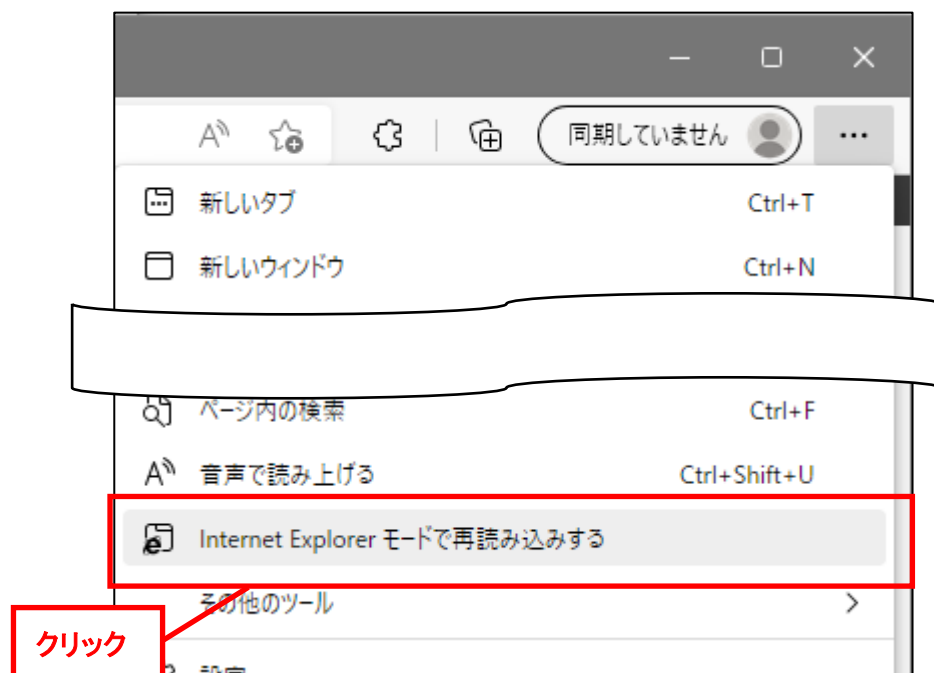 同期していません
新しいタブ Ctrl+T
新しいウィンドウ Ctrl+N
ページ内の検索 Ctrl+F
音声で読み上げる Ctrl+Shift+U
Internet Explorer モードで再読み込みする
その他のツール
クリック
設定